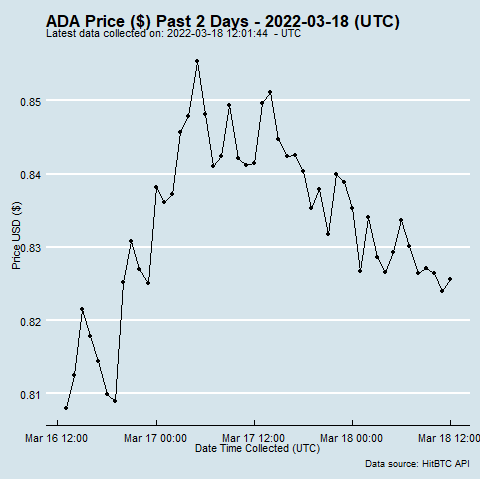 ADA Price ($) Past 2 Days - 2022-03-18 (UTC)
Latest data collected on: 2022-03-18 12:01:44  - UTC
0.85
0.84
0.83
0.82
0.81
Price USD ($)
Mar 16 12:00
Mar 17 00:00
Mar 17 12:00
Mar 18 00:00
Mar 18 12:00
Date Time Collected (UTC)
Data source: HitBTC API